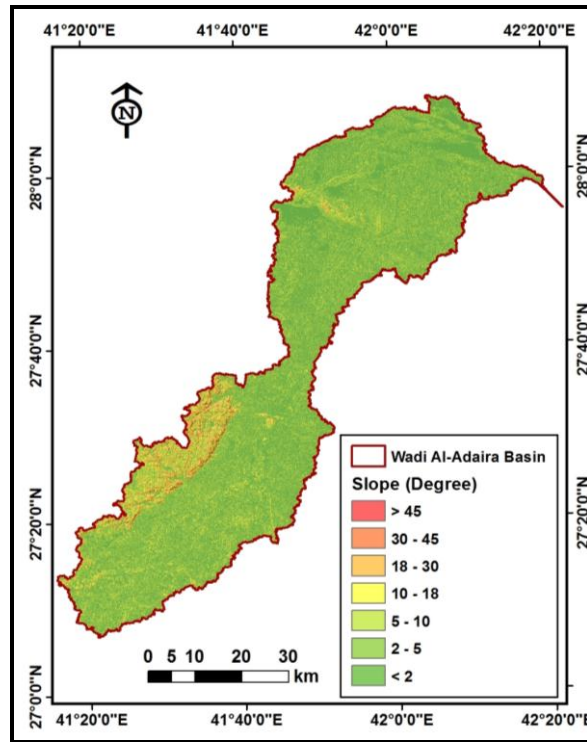 41°20'0"E 41°40'0"E 42°0'0"E 42°20'0"E
N
28°0'0"N 28°0'0"N
27°40'0"N 27°40'0"N
27°20'0"N 27°20'0"N
27°0'0"N 27°0'0"N
Wadi Al-Adaira Basin
Slope (Degree)
> 45
30 - 45
18 - 30
10 - 18
5 - 10
2 - 5
< 2
0 5 10 20 30
km
41°20'0"E 41°40'0"E 42°0'0"E 42°20'0"E